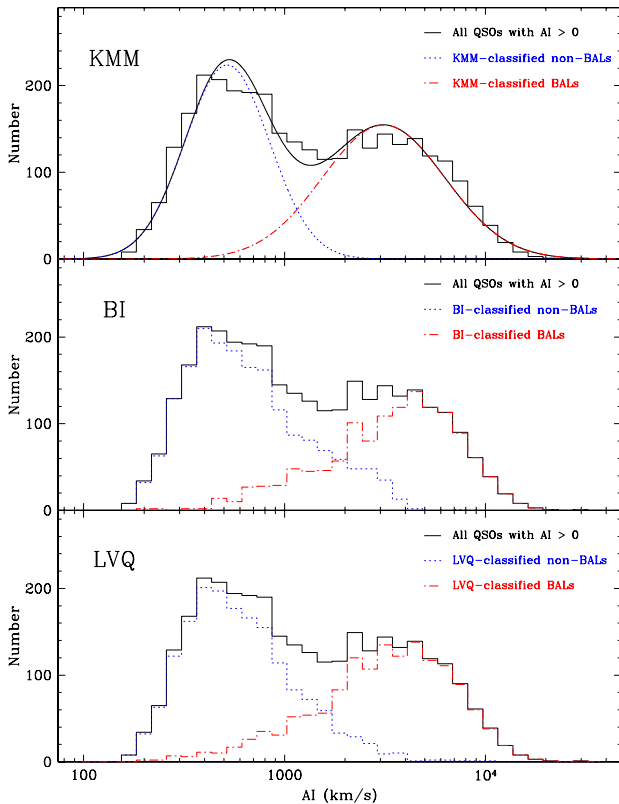 KMM
All QSOs with AI > 0
KMM-classified non-BALs
KMM-classified BALs
Number
200
100
0
BI
All QSOs with AI > 0
BI-classified non-BALs
BI-classified BALs
Number
200
100
0
LVQ
All QSOs with AI > 0
LVQ-classified non-BALs
LVQ-classified BALs
Number
200
100
0
100
1000
10⁴
AI (km/s)